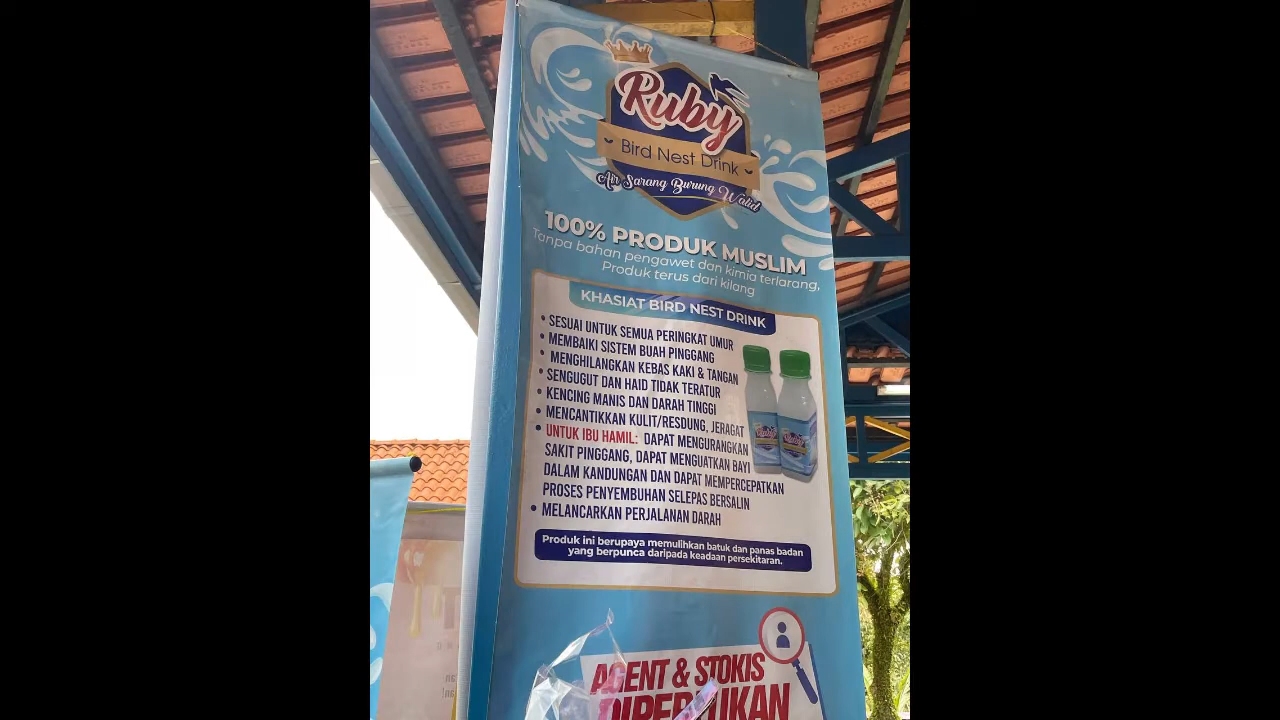 Ruby
Bird Nest Drink
Air Sarang Burung Walid
100% PRODUK MUSLIM
Tanpa bahan pengawet dan kimia terlarang,
Produk terus dari kilang
KHASIAT BIRD NEST DRINK
• SESUAI UNTUK SEMUA PERINGKAT UMUR
• MEMBAIKI SISTEM BUAH PINGGANG
• MENGHILANGKAN KEBAS KAKI & TANGAN
• SENGUGUT DAN HAID TIDAK TERATUR
• KENCING MANIS DAN DARAH TINGGI
• MENCANTIKKAN KULIT/RESDUNG, JERAGAT
• UNTUK IBU HAMIL: DAPAT MENGURANGKAN
SAKIT PINGGANG, DAPAT MENGUATKAN BAYI
DALAM KANDUNGAN DAN DAPAT MEMPERCEPATKAN
PROSES PENYEMBUHAN SELEPAS BERSALIN
• MELANCARKAN PERJALANAN DARAH
Ruby
Ruby
Produk ini berupaya memulihkan batuk dan panas badan
yang berpunca daripada keadaan persekitaran.
AGENT & STOKIS
DIPERLUKAN